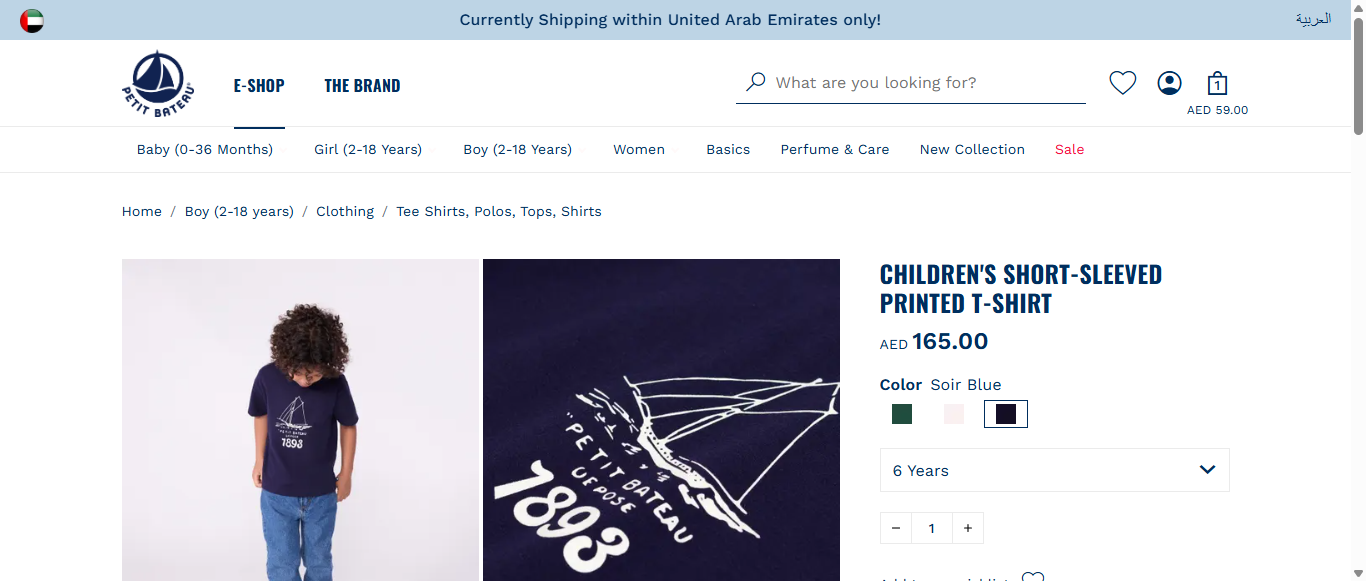 Currently Shipping within United Arab Emirates only!
العربية
PETIT BATEAU
E-SHOP
THE BRAND
What are you looking for?
1
AED 59.00
Baby (0-36 Months)
Girl (2-18 Years)
Boy (2-18 Years)
Women
Basics
Perfume & Care
New Collection
Sale
Home / Boy (2-18 years) / Clothing / Tee Shirts, Polos, Tops, Shirts
PETIT BATEAU
DEPOSE
1893
"PETIT BATEAU
DEPOSE
1893
CHILDREN'S SHORT-SLEEVED
PRINTED T-SHIRT
AED 165.00
Color Soir Blue
6 Years
− 1 +